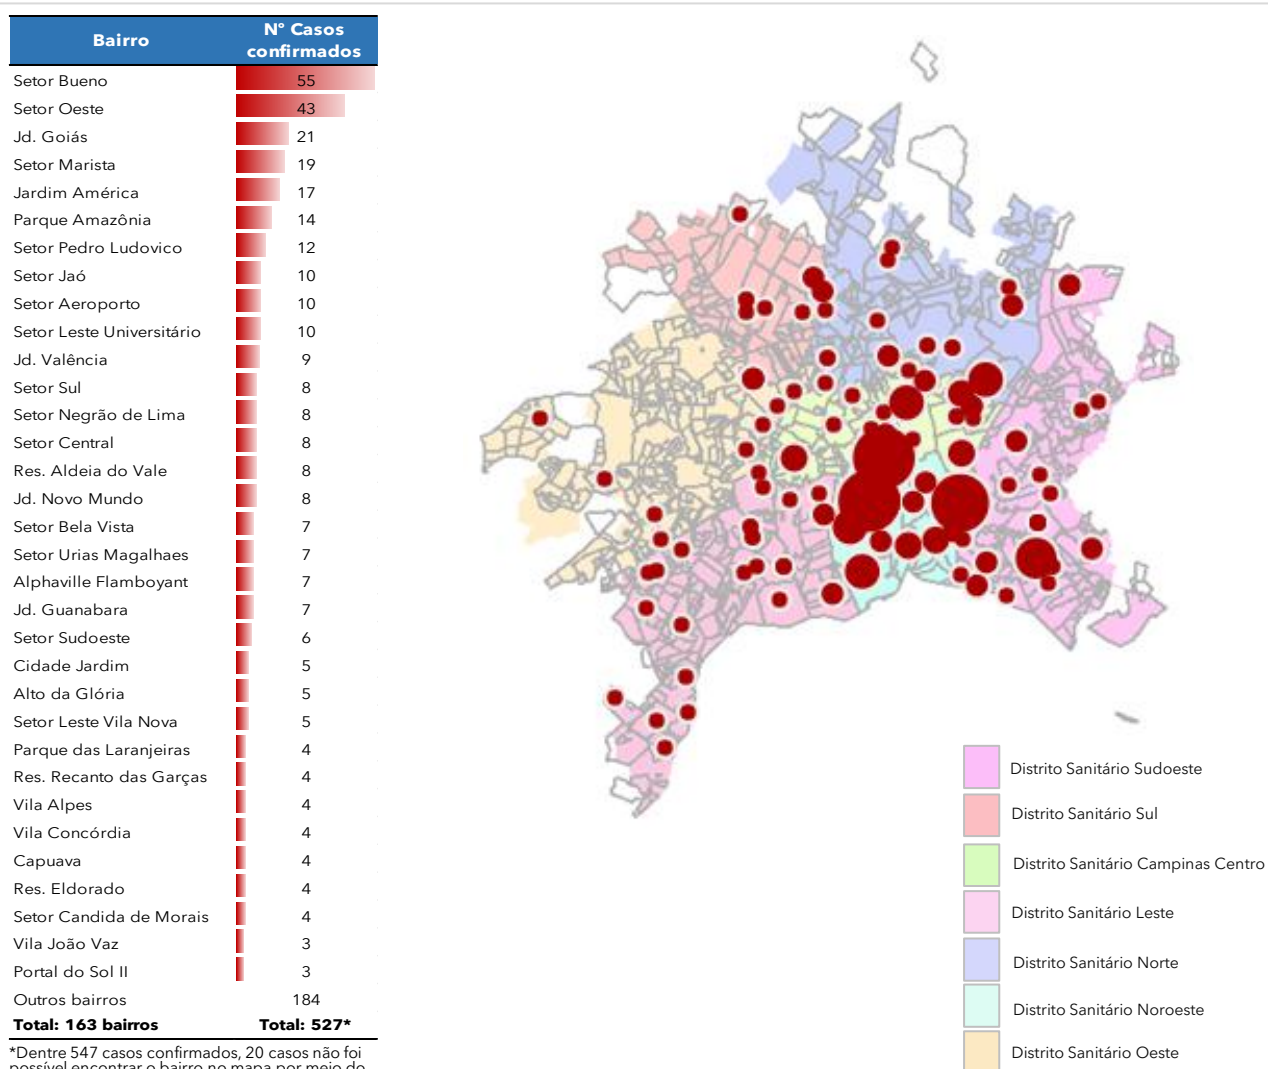 Bairro Nº Casos
confirmados
Setor Bueno 55
Setor Oeste 43
Jd. Goiás 21
Setor Marista 19
Jardim América 17
Parque Amazônia 14
Setor Pedro Ludovico 12
Setor Jaó 10
Setor Aeroporto 10
Setor Leste Universitário 10
Jd. Valência 9
Setor Sul 8
Setor Negrão de Lima 8
Setor Central 8
Res. Aldeia do Vale 8
Jd. Novo Mundo 8
Setor Bela Vista 7
Setor Urias Magalhaes 7
Alphaville Flamboyant 7
Jd. Guanabara 7
Setor Sudoeste 6
Cidade Jardim 5
Alto da Glória 5
Setor Leste Vila Nova 5
Parque das Laranjeiras 4
Res. Recanto das Garças 4
Vila Alpes 4
Vila Concórdia 4
Capuava 4
Res. Eldorado 4
Setor Candida de Morais 4
Vila João Vaz 3
Portal do Sol II 3
Outros bairros 184
Total: 163 bairros Total: 527*
*Dentre 547 casos confirmados, 20 casos não foi
possível encontrar o bairro no mapa por meio do
Distrito Sanitário Sudoeste
Distrito Sanitário Sul
Distrito Sanitário Campinas Centro
Distrito Sanitário Leste
Distrito Sanitário Norte
Distrito Sanitário Noroeste
Distrito Sanitário Oeste